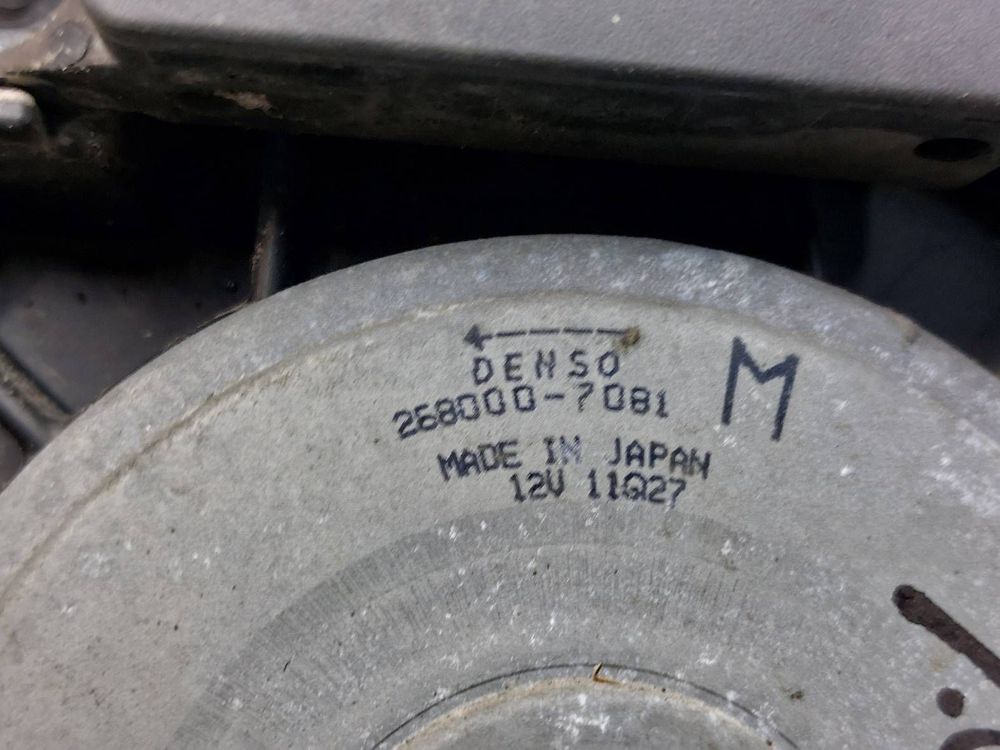 DENSO
268000-7081
M
MADE IN JAPAN
12V 11Q27